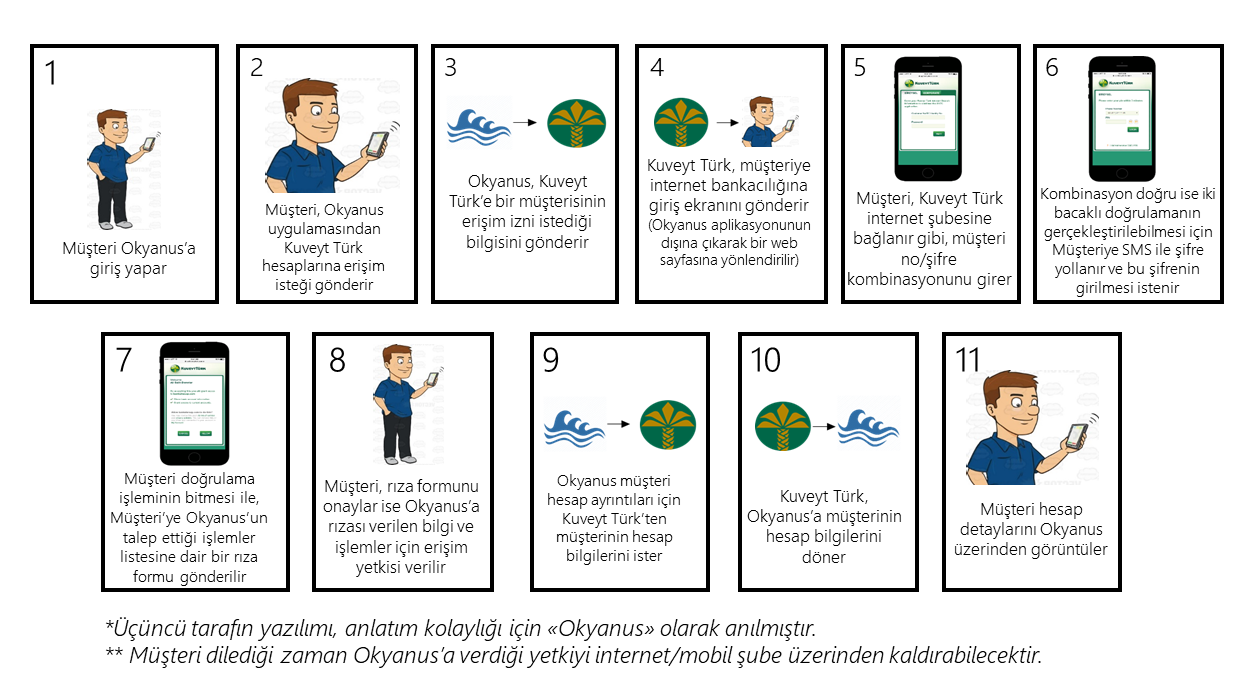 1
Müşteri Okyanus'a
giriş yapar
2
Müşteri, Okyanus
uygulamasından
Kuveyt Türk
hesaplarına erişim
isteği gönderir
3
Okyanus, Kuveyt
Türk'e bir müşterisinin
erişim izni istediği
bilgisini gönderir
4
Kuveyt Türk, müşteriye
internet bankacılığına
giriş ekranını gönderir
(Okyanus aplikasyonunun
dışına çıkarak bir web
sayfasına yönlendirilir)
5
KUVEYTTÜRK
Müşteri, Kuveyt Türk
internet şubesine
bağlanır gibi, müşteri
no/şifre
kombinasyonunu girer
6
KUVEYTTÜRK
Kombinasyon doğru ise iki
bacaklı doğrulamanın
gerçekleştirilebilmesi için
Müşteriye SMS ile şifre
yollanır ve bu şifrenin
girilmesi istenir
7
KUVEYTTÜRK
Müşteri doğrulama
işleminin bitmesi ile,
Müşteri'ye Okyanus'un
talep ettiği işlemler
listesine dair bir rıza
formu gönderilir
8
Müşteri, rıza formunu
onaylar ise Okyanus'a
rızası verilen bilgi ve
işlemler için erişim
yetkisi verilir
9
Okyanus müşteri
hesap ayrıntıları için
Kuveyt Türk'ten
müşterinin hesap
bilgilerini ister
10
Kuveyt Türk,
Okyanus'a müşterinin
hesap bilgilerini
döner
11
Müşteri hesap
detaylarını Okyanus
üzerinden görüntüler
*Üçüncü tarafın yazılımı, anlatım kolaylığı için «Okyanus» olarak anılmıştır.
** Müşteri dilediği zaman Okyanus'a verdiği yetkiyi internet/mobil şube üzerinden kaldırabilecektir.